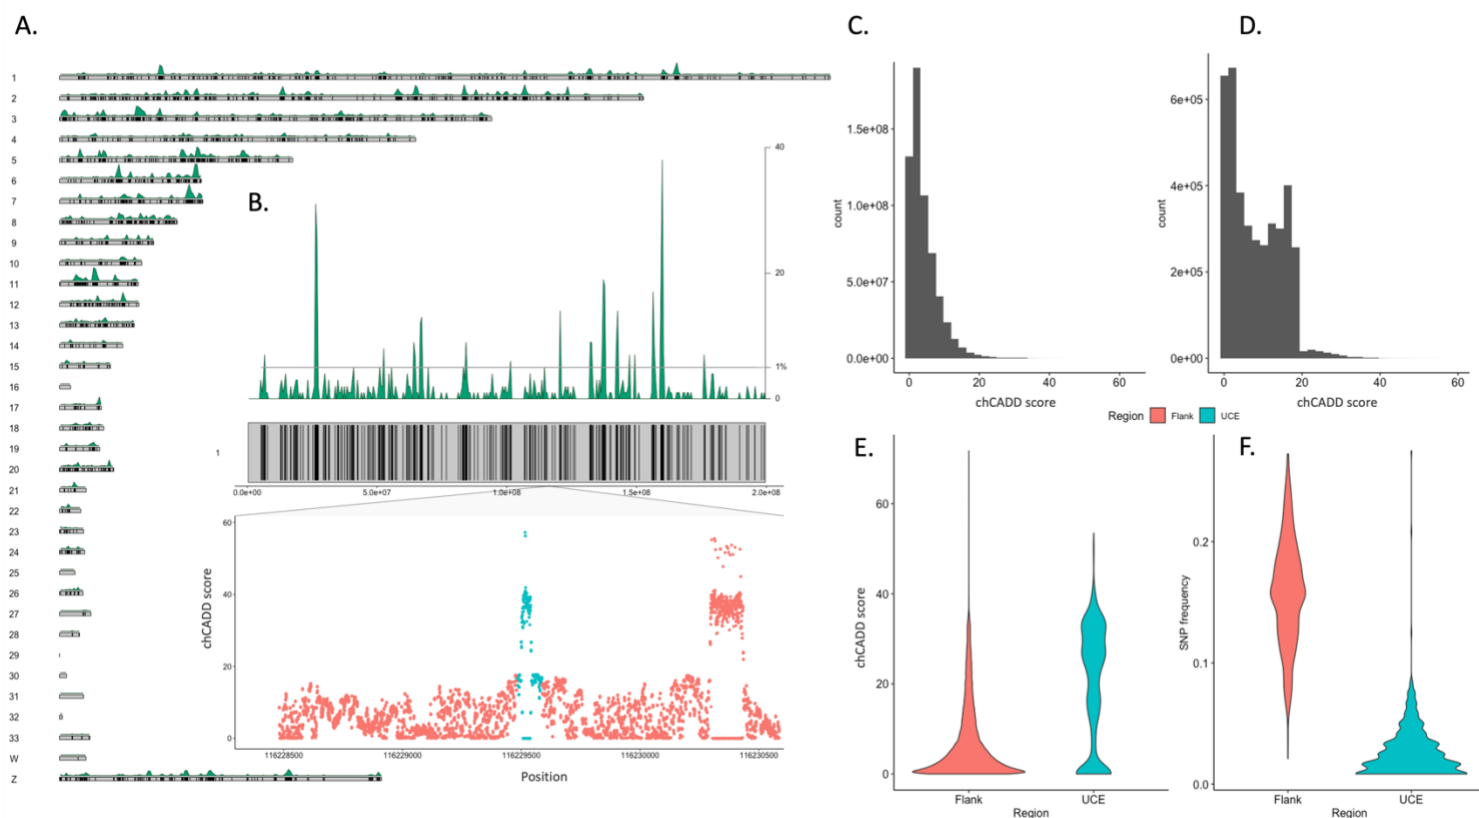 A.
1
2
3
4
5
6
7
8
9
10
11
12
13
14
15
16
17
18
19
20
21
22
23
24
25
26
27
28
29
30
31
32
33
W
Z
B.
40
20
1%
0
1
0.0e+00 5.0e+07 1.0e+08 1.5e+08 2.0e+08
chCADD score
60
40
20
0
116228500 116229000 116229500 116230000 116230500
Position
C.
count
1.5e+08
1.0e+08
5.0e+07
0.0e+00
0 20 40 60
chCADD score
D.
count
6e+05
4e+05
2e+05
0e+00
0 20 40 60
chCADD score
Region Flank UCE
E.
chCADD score
60
40
20
0
Flank UCE
Region
F.
SNP frequency
0.2
0.1
0.0
Flank UCE
Region